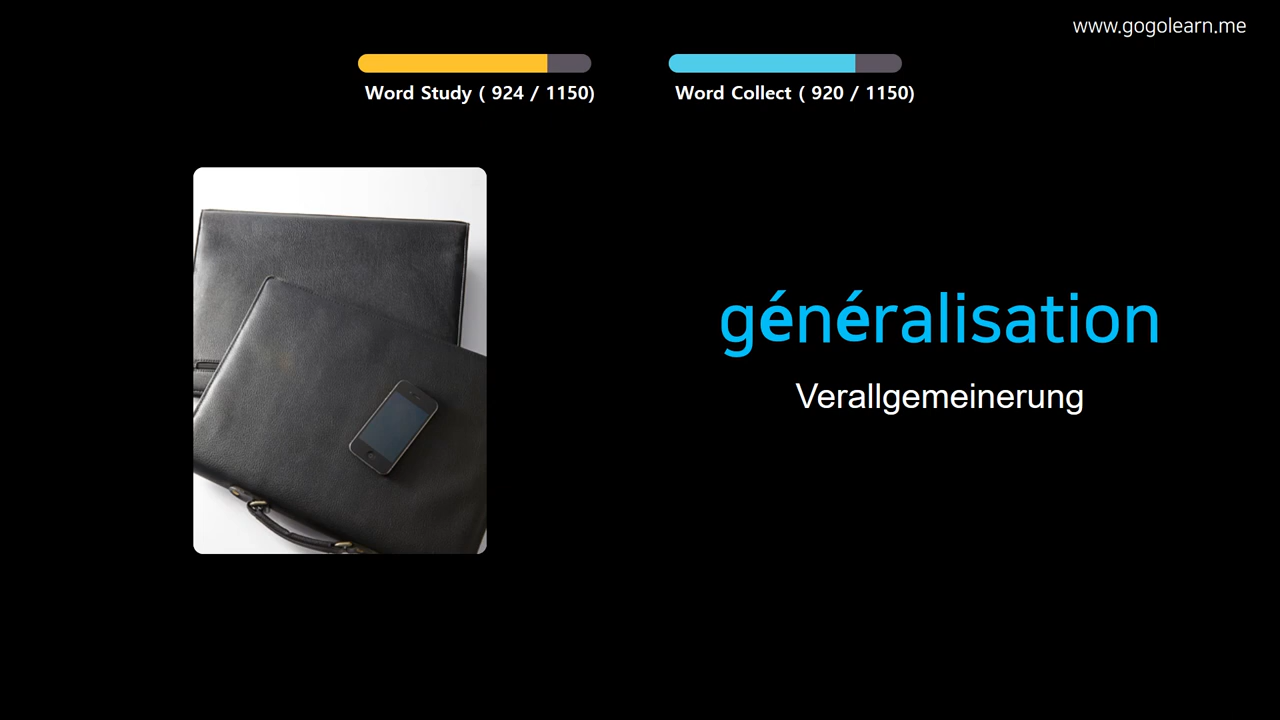 www.gogolearn.me
Word Study ( 924 / 1150)
Word Collect ( 920 / 1150)
généralisation
Verallgemeinerung